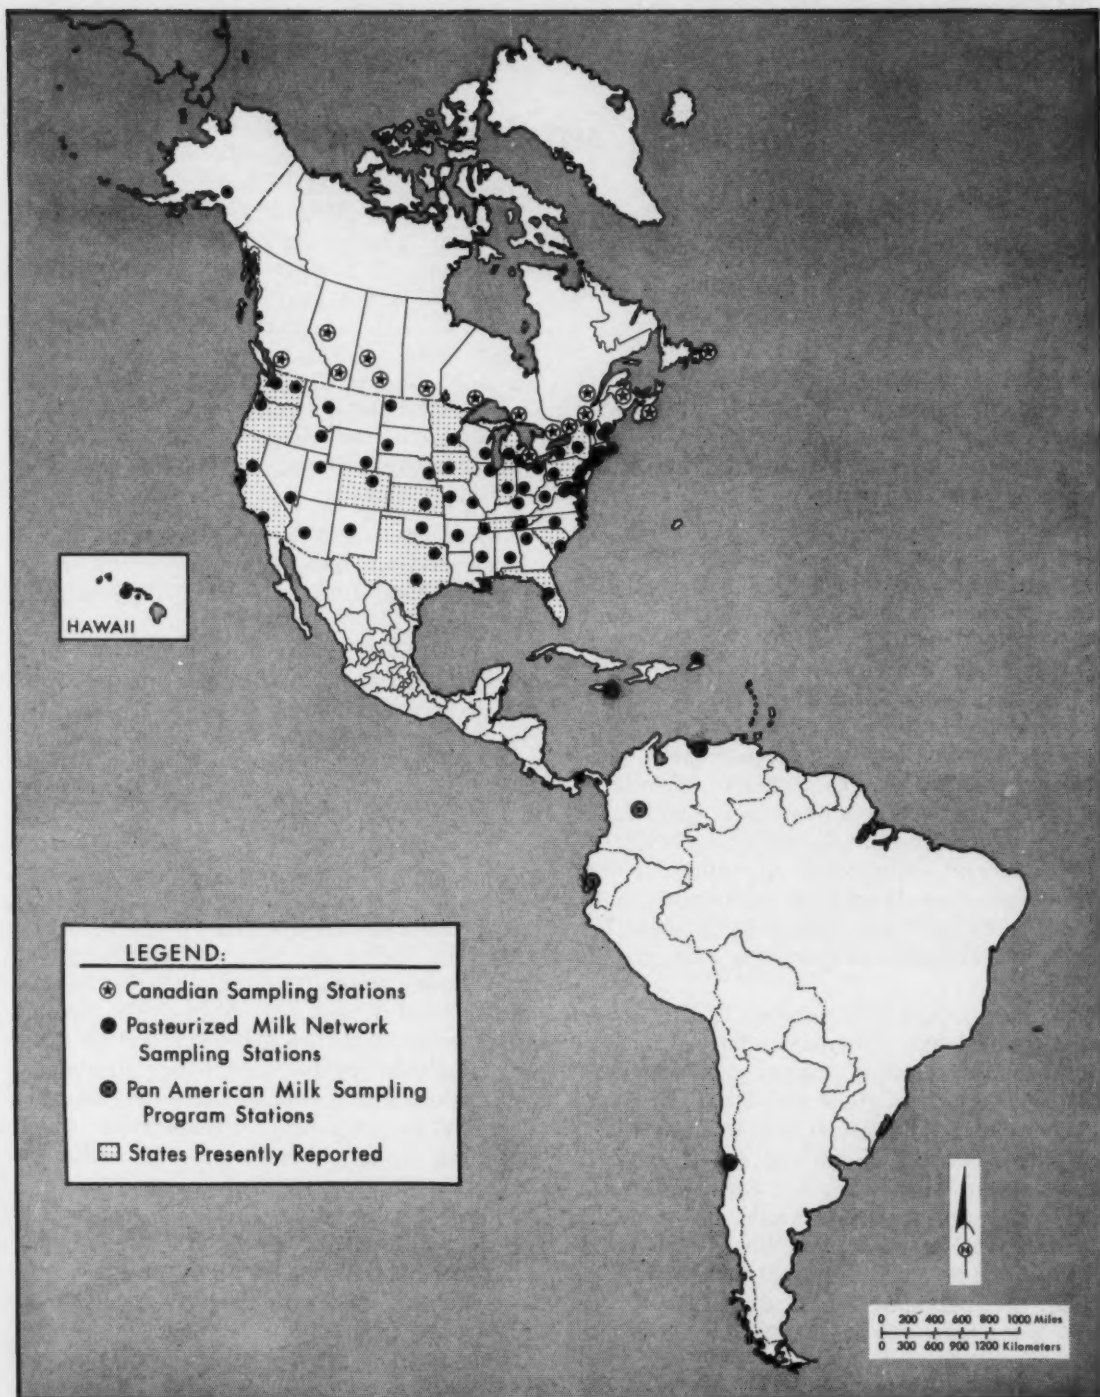 HAWAII
LEGEND:
Canadian Sampling Stations
Pasteurized Milk Network
Sampling Stations
Pan American Milk Sampling
Program Stations
States Presently Reported
N
0 200 400 600 800 1000 Miles
0 300 600 900 1200 Kilometers